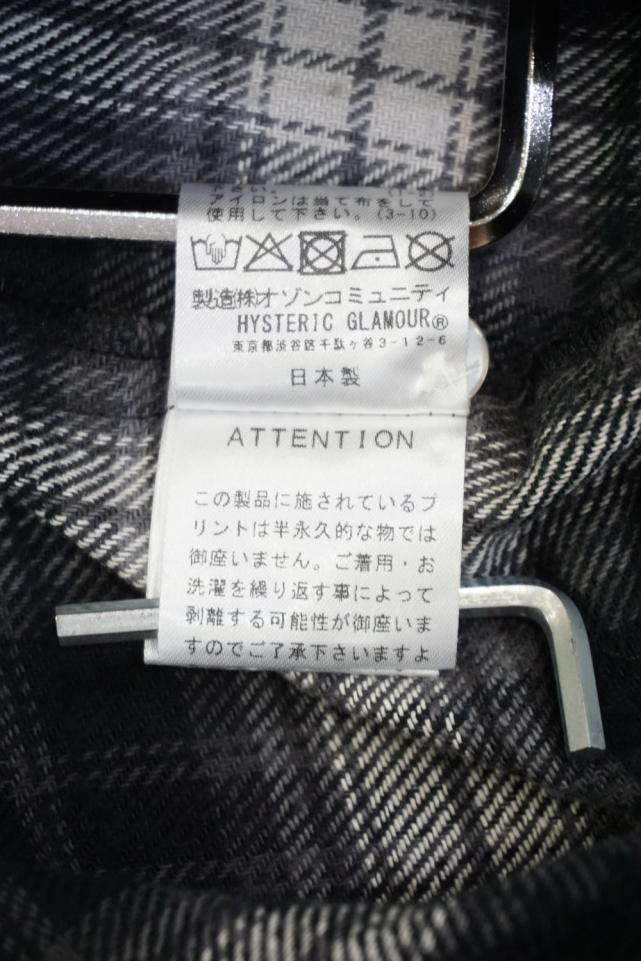 下さい。 (1-2)
アイロンは当て布をして
使用して下さい。(3-10)
製造㈱オゾンコミュニティ
HYSTERIC GLAMOUR®
東京都渋谷区千駄ヶ谷3-12-6
日本製
ATTENTION
この製品に施されているプ
リントは半永久的な物では
御座いません。ご着用・お
洗濯を繰り返す事によって
剥離する可能性が御座いま
すのでご了承下さいますよ